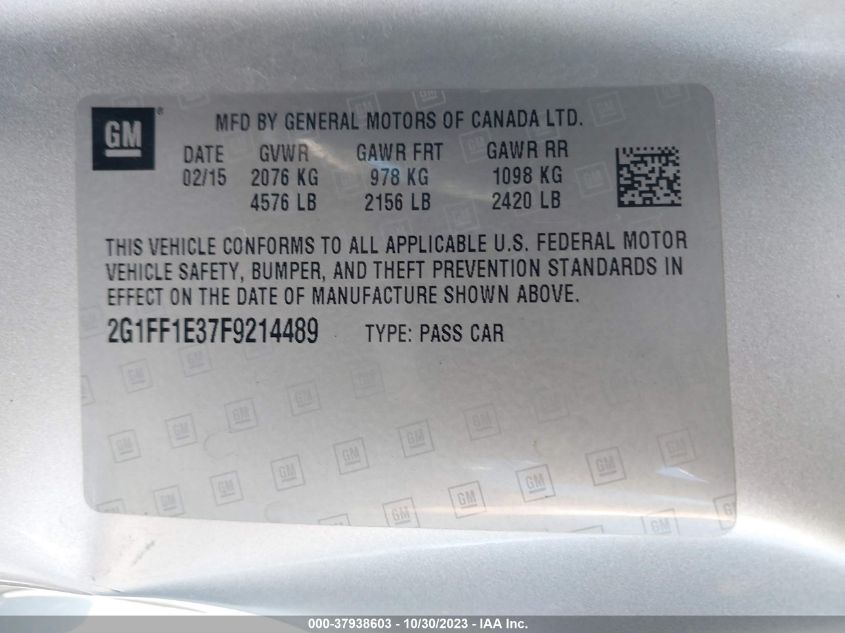 GM ®
MFD BY GENERAL MOTORS OF CANADA LTD.
DATE GVWR GAWR FRT GAWR RR
02/15 2076 KG 978 KG 1098 KG
4576 LB 2156 LB 2420 LB
THIS VEHICLE CONFORMS TO ALL APPLICABLE U.S. FEDERAL MOTOR
VEHICLE SAFETY, BUMPER, AND THEFT PREVENTION STANDARDS IN
EFFECT ON THE DATE OF MANUFACTURE SHOWN ABOVE.
2G1FF1E37F9214489 TYPE: PASS CAR
000-37938603 - 10/30/2023 - IAA Inc.